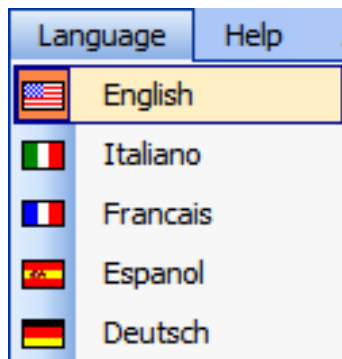 Language Help
English
Italiano
Francais
Espanol
Deutsch